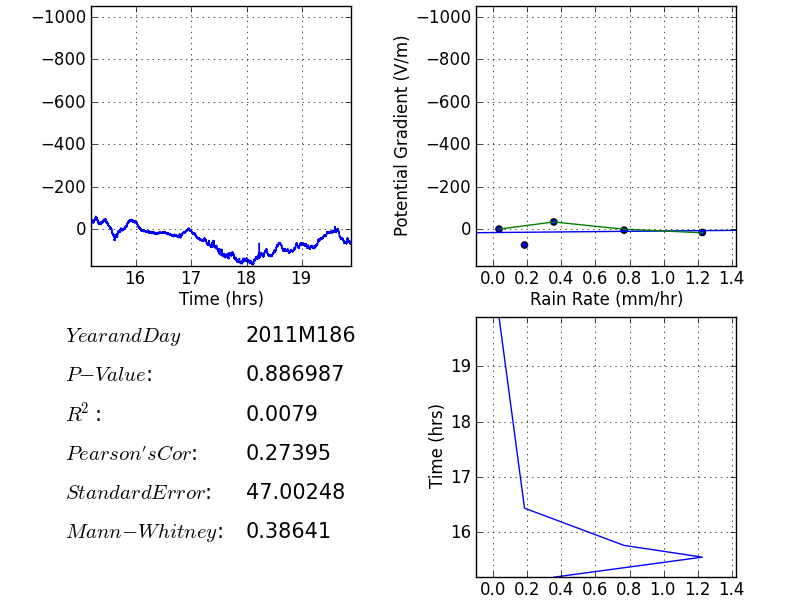 −1000
−800
−600
−400
−200
0
16 17 18 19
Time (hrs)
Potential Gradient (V/m)
−1000
−800
−600
−400
−200
0
0.0 0.2 0.4 0.6 0.8 1.0 1.2 1.4
Rain Rate (mm/hr)
YearandDay 2011M186
P−Value: 0.886987
R²: 0.0079
Pearson'sCor: 0.27395
StandardError: 47.00248
Mann−Whitney: 0.38641
Time (hrs)
19
18
17
16
0.0 0.2 0.4 0.6 0.8 1.0 1.2 1.4